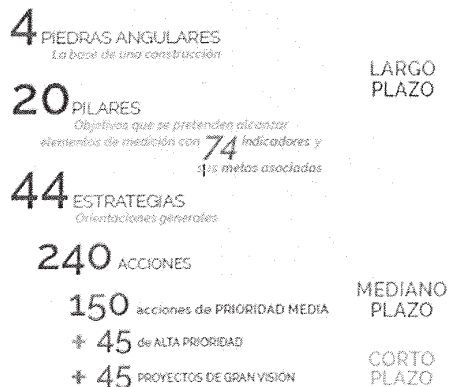 4 PIEDRAS ANGULARES
La base de una construcción
LARGO
PLAZO
20 PILARES
Objetivos que se pretenden alcanzar
elementos de medición con 74 indicadores y
sus metas asociadas
44 ESTRATEGIAS
Orientaciones generales
240 ACCIONES
MEDIANO
PLAZO
150 acciones de PRIORIDAD MEDIA
+ 45 de ALTA PRIORIDAD
CORTO
PLAZO
+ 45 PROYECTOS DE GRAN VISIÓN